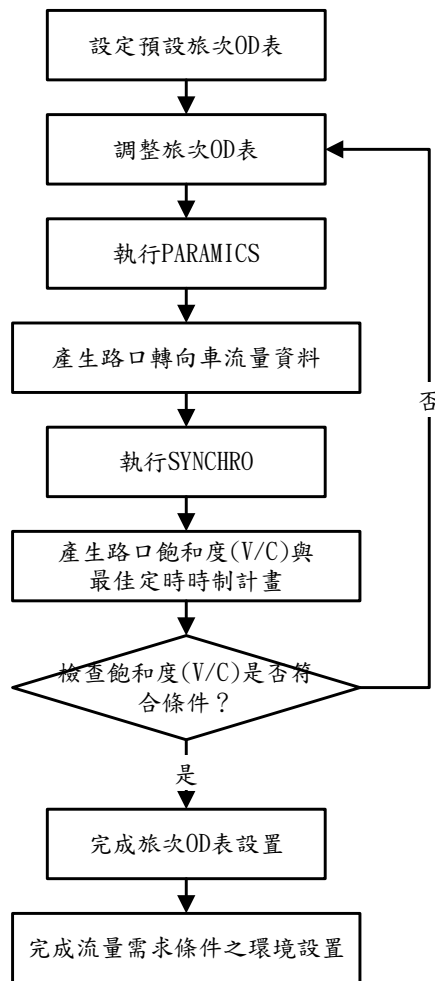 設定預設旅次OD表
調整旅次OD表
執行PARAMICS
產生路口轉向車流量資料
否
執行SYNCHRO
產生路口飽和度(V/C)與
最佳定時時制計畫
檢查飽和度(V/C)是否符
合條件？
是
完成旅次OD表設置
完成流量需求條件之環境設置